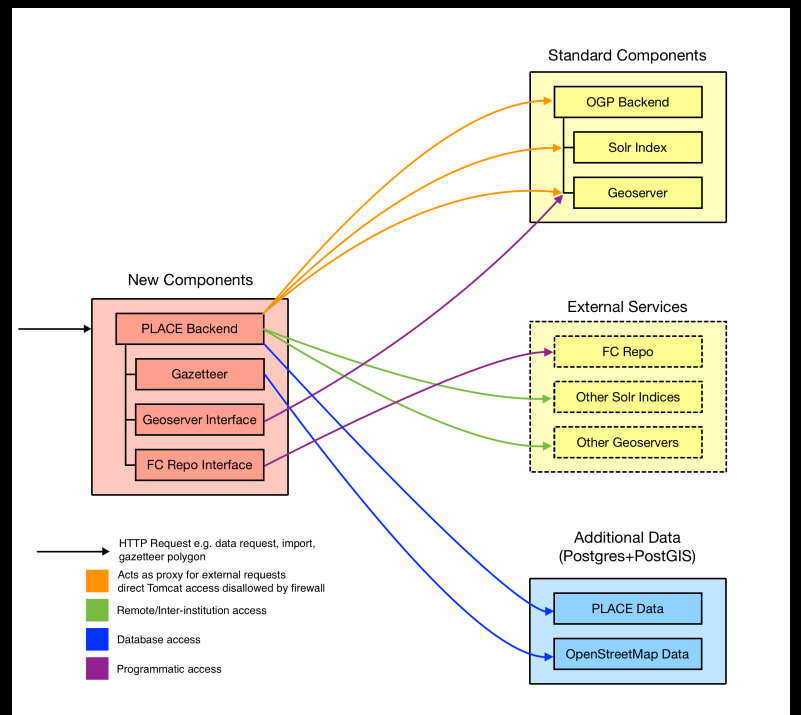 Standard Components
OGP Backend
Solr Index
Geoserver
New Components
PLACE Backend
Gazetteer
Geoserver Interface
FC Repo Interface
External Services
FC Repo
Other Solr Indices
Other Geoservers
HTTP Request e.g. data request, import,
gazetteer polygon
Acts as proxy for external requests
direct Tomcat access disallowed by firewall
Remote/Inter-institution access
Database access
Programmatic access
Additional Data
(Postgres+PostGIS)
PLACE Data
OpenStreetMap Data